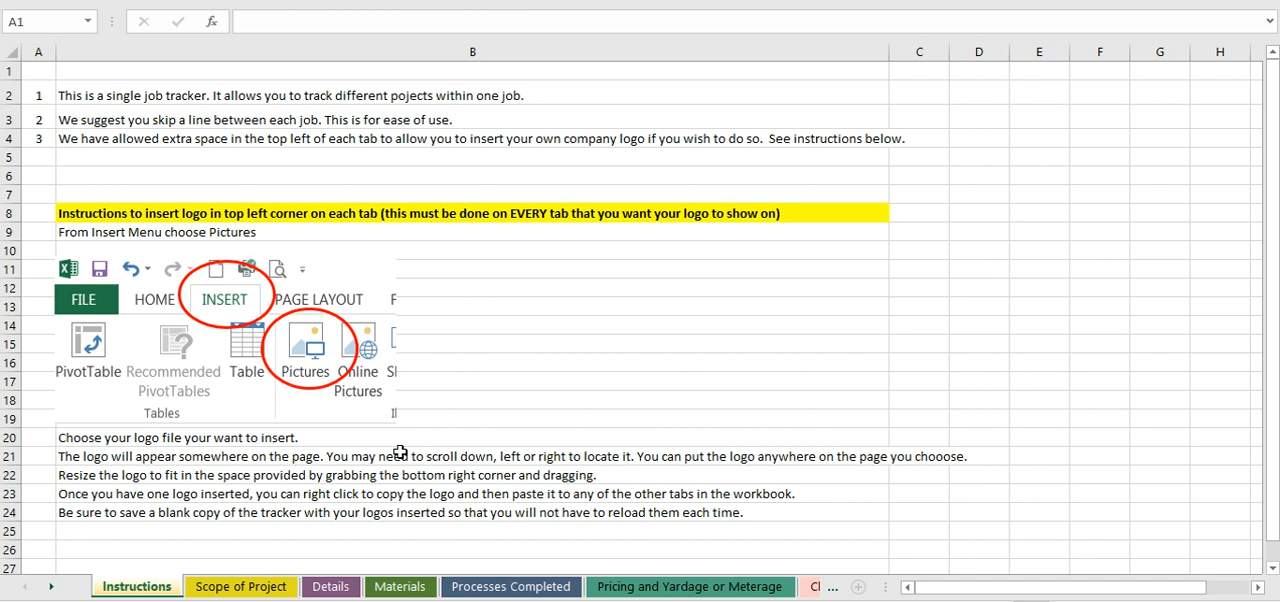 A1
fx
A B C D E F G H
1
2 1 This is a single job tracker. It allows you to track different pojects within one job.
3 2 We suggest you skip a line between each job. This is for ease of use.
4 3 We have allowed extra space in the top left of each tab to allow you to insert your own company logo if you wish to do so. See instructions below.
5
6
7
8 Instructions to insert logo in top left corner on each tab (this must be done on EVERY tab that you want your logo to show on)
9 From Insert Menu choose Pictures
10
11
12
13 FILE HOME INSERT PAGE LAYOUT F
14
15
16
17 PivotTable Recommended Table Pictures Online
18 PivotTables Pictures
19 Tables
20 Choose your logo file your want to insert.
21 The logo will appear somewhere on the page. You may need to scroll down, left or right to locate it. You can put the logo anywhere on the page you chooose.
22 Resize the logo to fit in the space provided by grabbing the bottom right corner and dragging.
23 Once you have one logo inserted, you can right click to copy the logo and then paste it to any of the other tabs in the workbook.
24 Be sure to save a blank copy of the tracker with your logos inserted so that you will not have to reload them each time.
25
26
27
Instructions Scope of Project Details Materials Processes Completed Pricing and Yardage or Meterage Cl ...